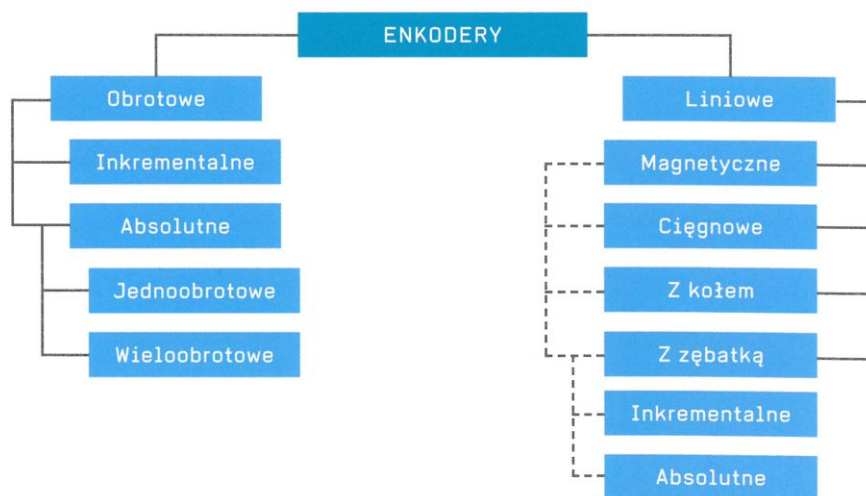 ENKODERY
Obrotowe
Inkrementalne
Absolutne
Jednoobrotowe
Wieloobrotowe
Liniowe
Magnetyczne
Cięgnowe
Z kołem
Z zębatką
Inkrementalne
Absolutne